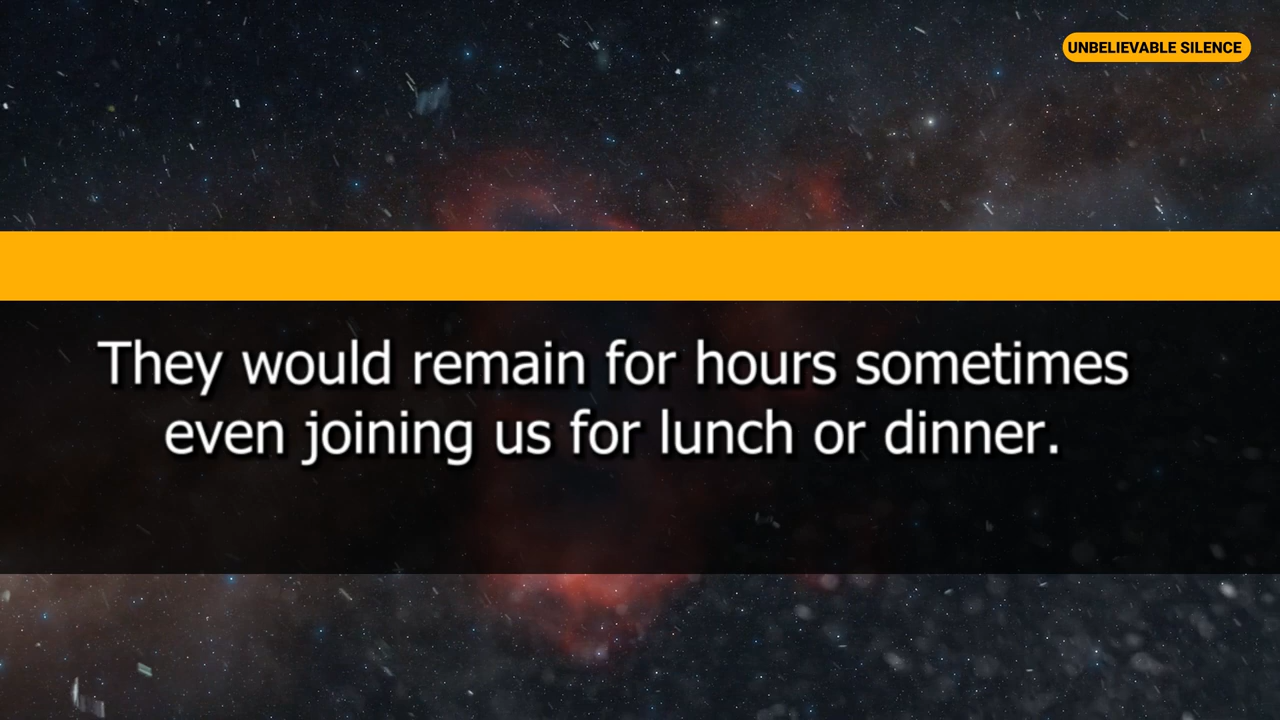 UNBELIEVABLE SILENCE
They would remain for hours sometimes
even joining us for lunch or dinner.